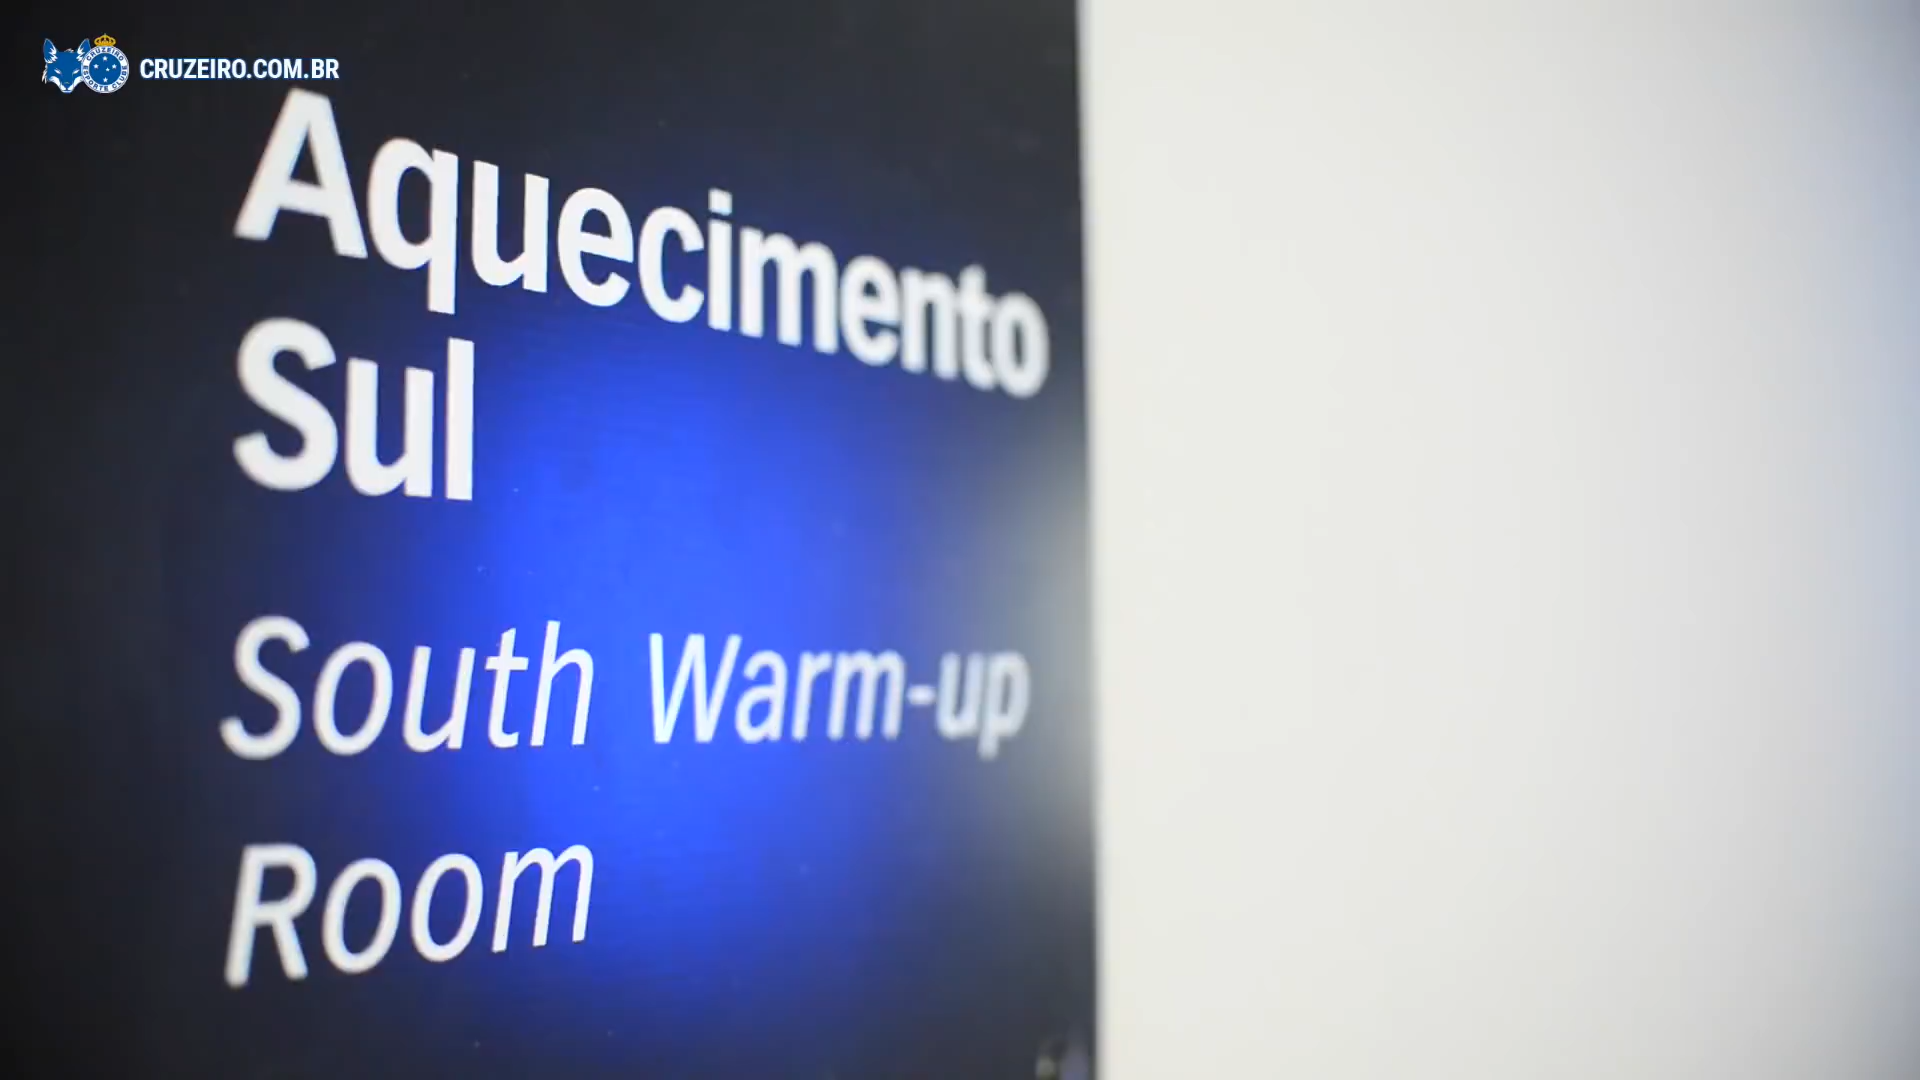 CRUZEIRO.COM.BR
Aquecimento
Sul
South Warm-up
Room